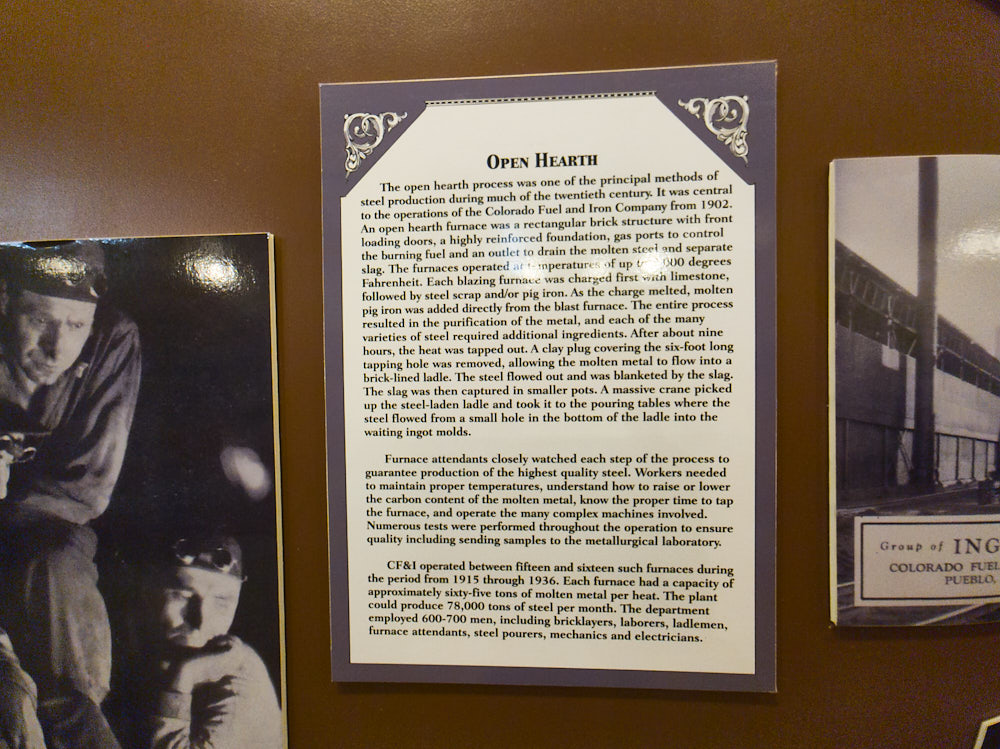 OPEN HEARTH
The open hearth process was one of the principal methods of
steel production during much of the twentieth century. It was central
to the operations of the Colorado Fuel and Iron Company from 1902.
An open hearth furnace was a rectangular brick structure with front
loading doors, a highly reinforced foundation, gas ports to control
the burning fuel and an outlet to drain the molten steel and separate
slag. The furnaces operated at temperatures of up degrees
Fahrenheit. Each blazing furnace was charged first with limestone,
followed by steel scrap and/or pig iron. As the charge melted, molten
pig iron was added directly from the blast furnace. The entire process
resulted in the purification of the metal, and each of the many
varieties of steel required additional ingredients. After about nine
hours, the heat was tapped out. A clay plug covering the six-foot long
tapping hole was removed, allowing the molten metal to flow into a
brick-lined ladle. The steel flowed out and was blanketed by the slag.
The slag was then captured in smaller pots. A massive crane picked
up the steel-laden ladle and took it to the pouring tables where the
steel flowed from a small hole in the bottom of the ladle into the
waiting ingot molds.
Furnace attendants closely watched each step of the process to
guarantee production of the highest quality steel. Workers needed
to maintain proper temperatures, understand how to raise or lower
the carbon content of the molten metal, know the proper time to tap
the furnace, and operate the many complex machines involved.
Numerous tests were performed throughout the operation to ensure
quality including sending samples to the metallurgical laboratory.
CF&I operated between fifteen and sixteen such furnaces during
the period from 1915 through 1936. Each furnace had a capacity of
approximately sixty-five tons of molten metal per heat. The plant
could produce 78,000 tons of steel per month. The department
employed 600-700 men, including bricklayers, laborers, ladlemen,
furnace attendants, steel pourers, mechanics and electricians.
Group of ING
COLORADO FUEL
PUEBLO,